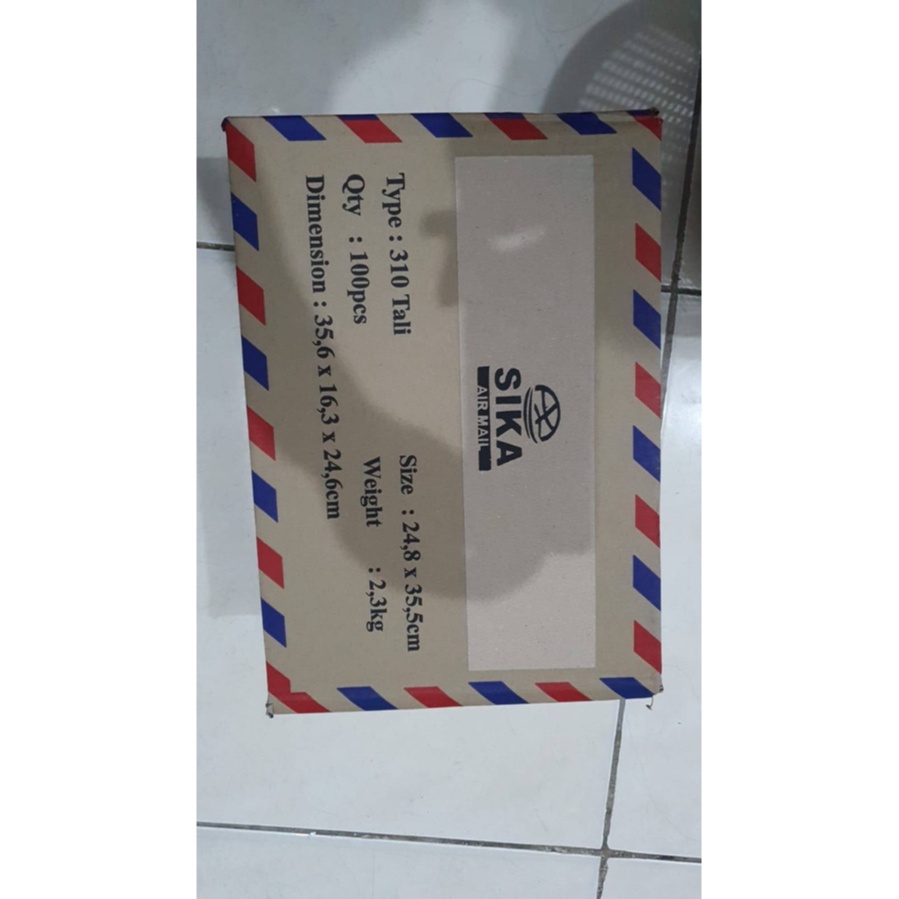 SIKA
AIR MAIL
Type : 310 Tali
Size : 24,8 x 35,5cm
Qty : 100pcs
Weight : 2,3kg
Dimension : 35,6 x 16,3 x 24,6cm